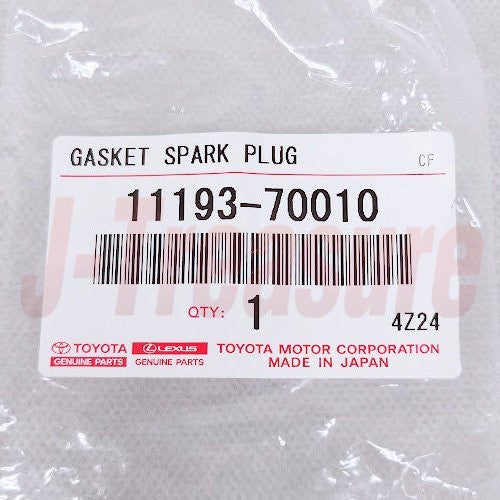 GASKET SPARK PLUG CF
11193-70010
J-Treasure
QTY: 1 4Z24
TOYOTA LEXUS TOYOTA MOTOR CORPORATION
GENUINE PARTS GENUINE PARTS MADE IN JAPAN